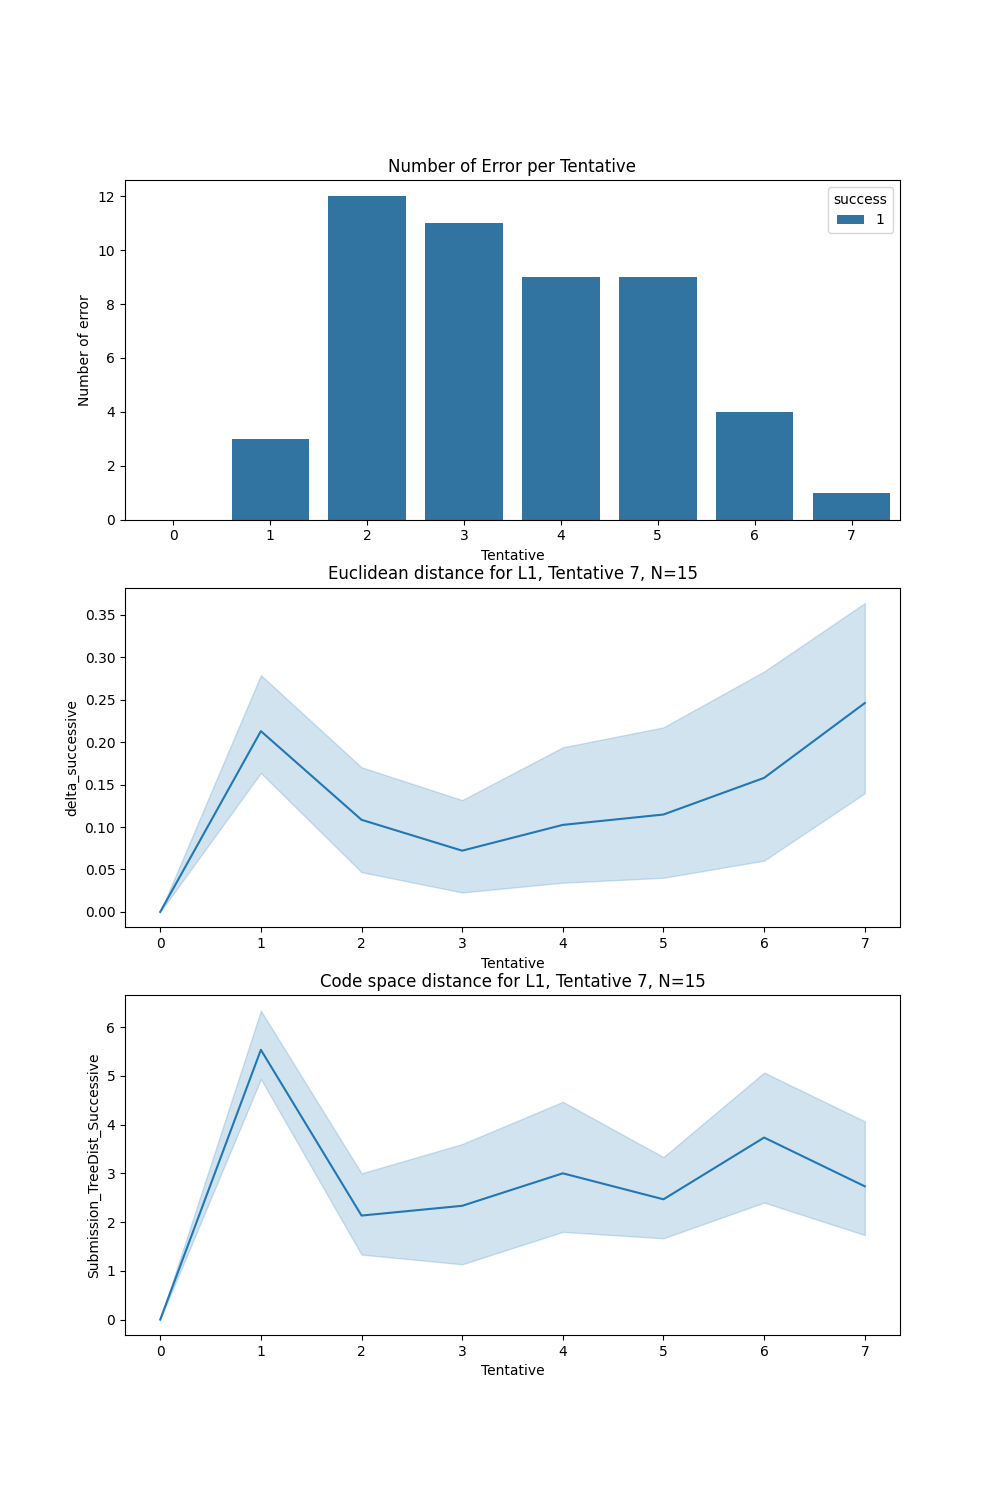 Number of Error per Tentative
Number of error
12
10
8
6
4
2
0
success
1
0 1 2 3 4 5 6 7
Tentative
Euclidean distance for L1, Tentative 7, N=15
delta_successive
0.35
0.30
0.25
0.20
0.15
0.10
0.05
0.00
0 1 2 3 4 5 6 7
Tentative
Code space distance for L1, Tentative 7, N=15
Submission_TreeDist_Successive
6
5
4
3
2
1
0
0 1 2 3 4 5 6 7
Tentative